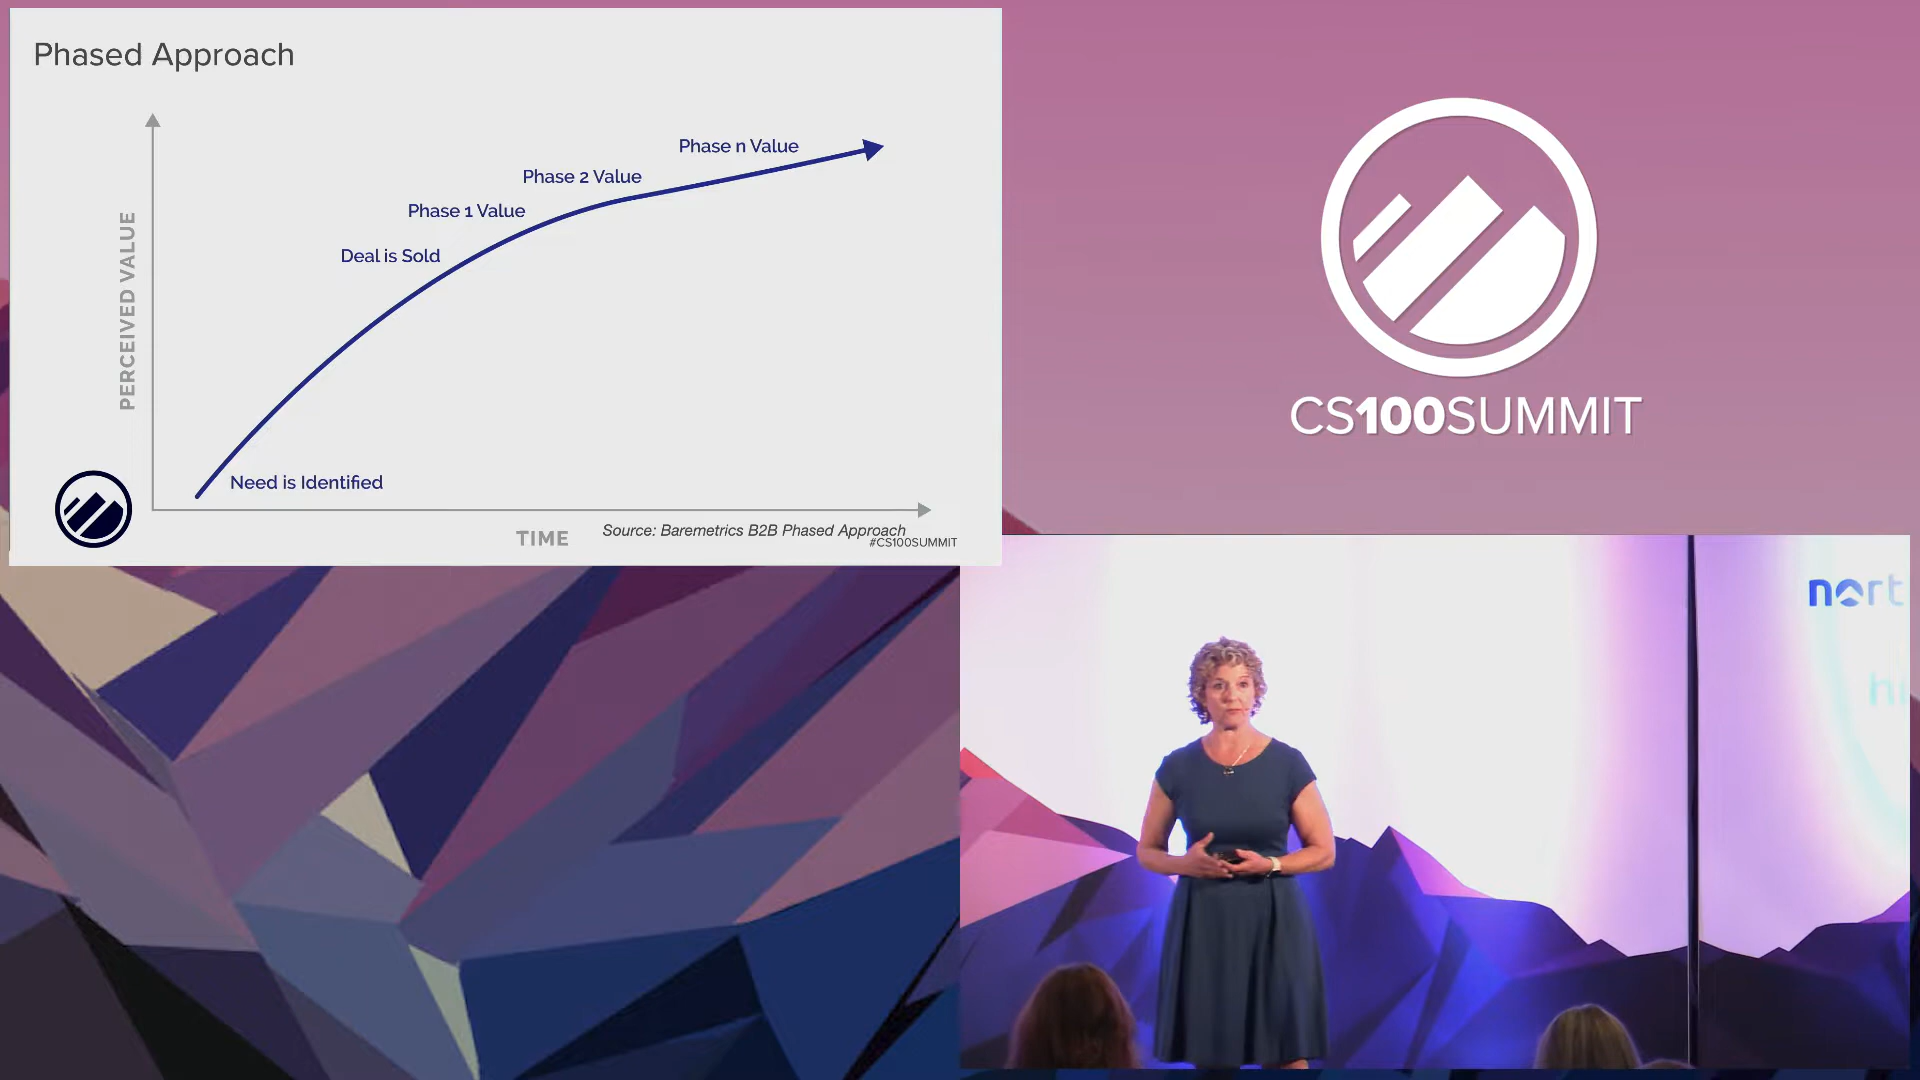 Phased Approach
Phase n Value
Phase 2 Value
Phase 1 Value
Deal is Sold
PERCEIVED VALUE
Need is Identified
TIME
Source: Baremetrics B2B Phased Approach
#CS100SUMMIT
CS100SUMMIT